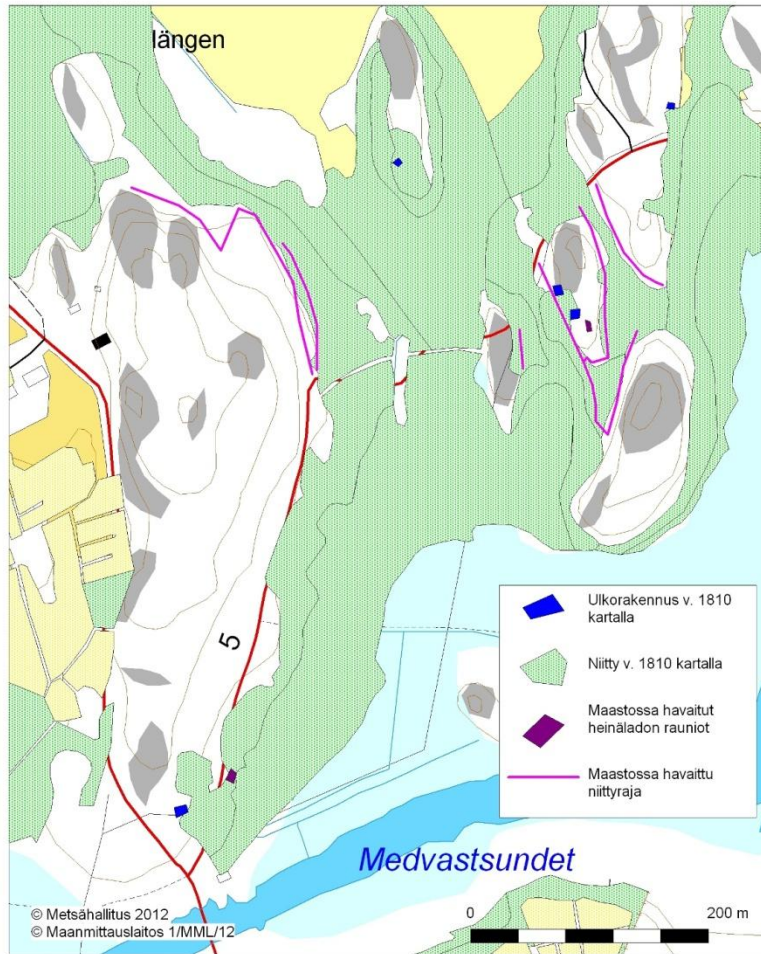 längen
Ulkorakennus v. 1810
kartalla
Niitty v. 1810 kartalla
Maastossa havaitut
heinäladon rauniot
Maastossa havaittu
niittyraja
5
Medvastsundet
© Metsähallitus 2012
© Maanmittauslaitos 1/MML/12
0 200 m